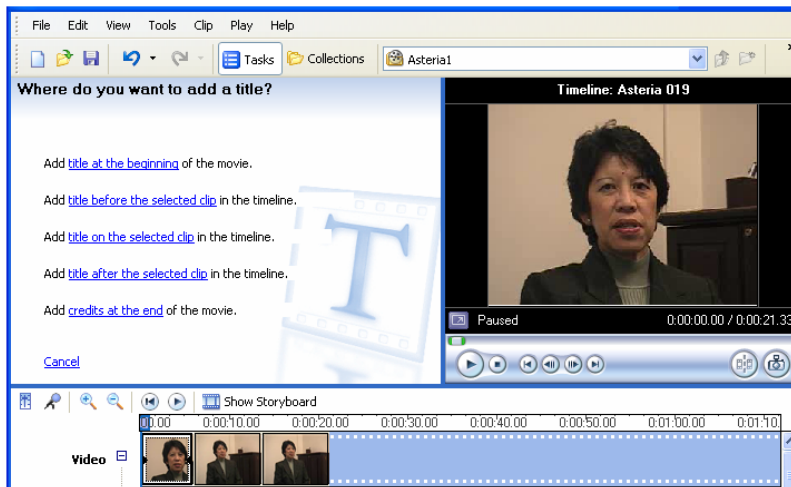 File Edit View Tools Clip Play Help
Tasks Collections Asteria1
Where do you want to add a title?
Timeline: Asteria 019
Add title at the beginning of the movie.
Add title before the selected clip in the timeline.
Add title on the selected clip in the timeline.
Add title after the selected clip in the timeline.
Add credits at the end of the movie.
T
Cancel
Paused 0:00:00.00 / 0:00:21.33
Show Storyboard
00.00 0:00:10.00 0:00:20.00 0:00:30.00 0:00:40.00 0:00:50.00 0:01:00.00 0:01:10.
Video